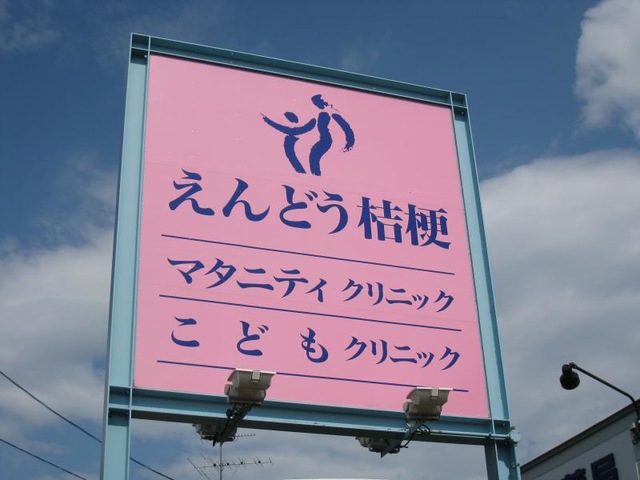 えんどう桔梗
マタニティ クリニック
こども クリニック